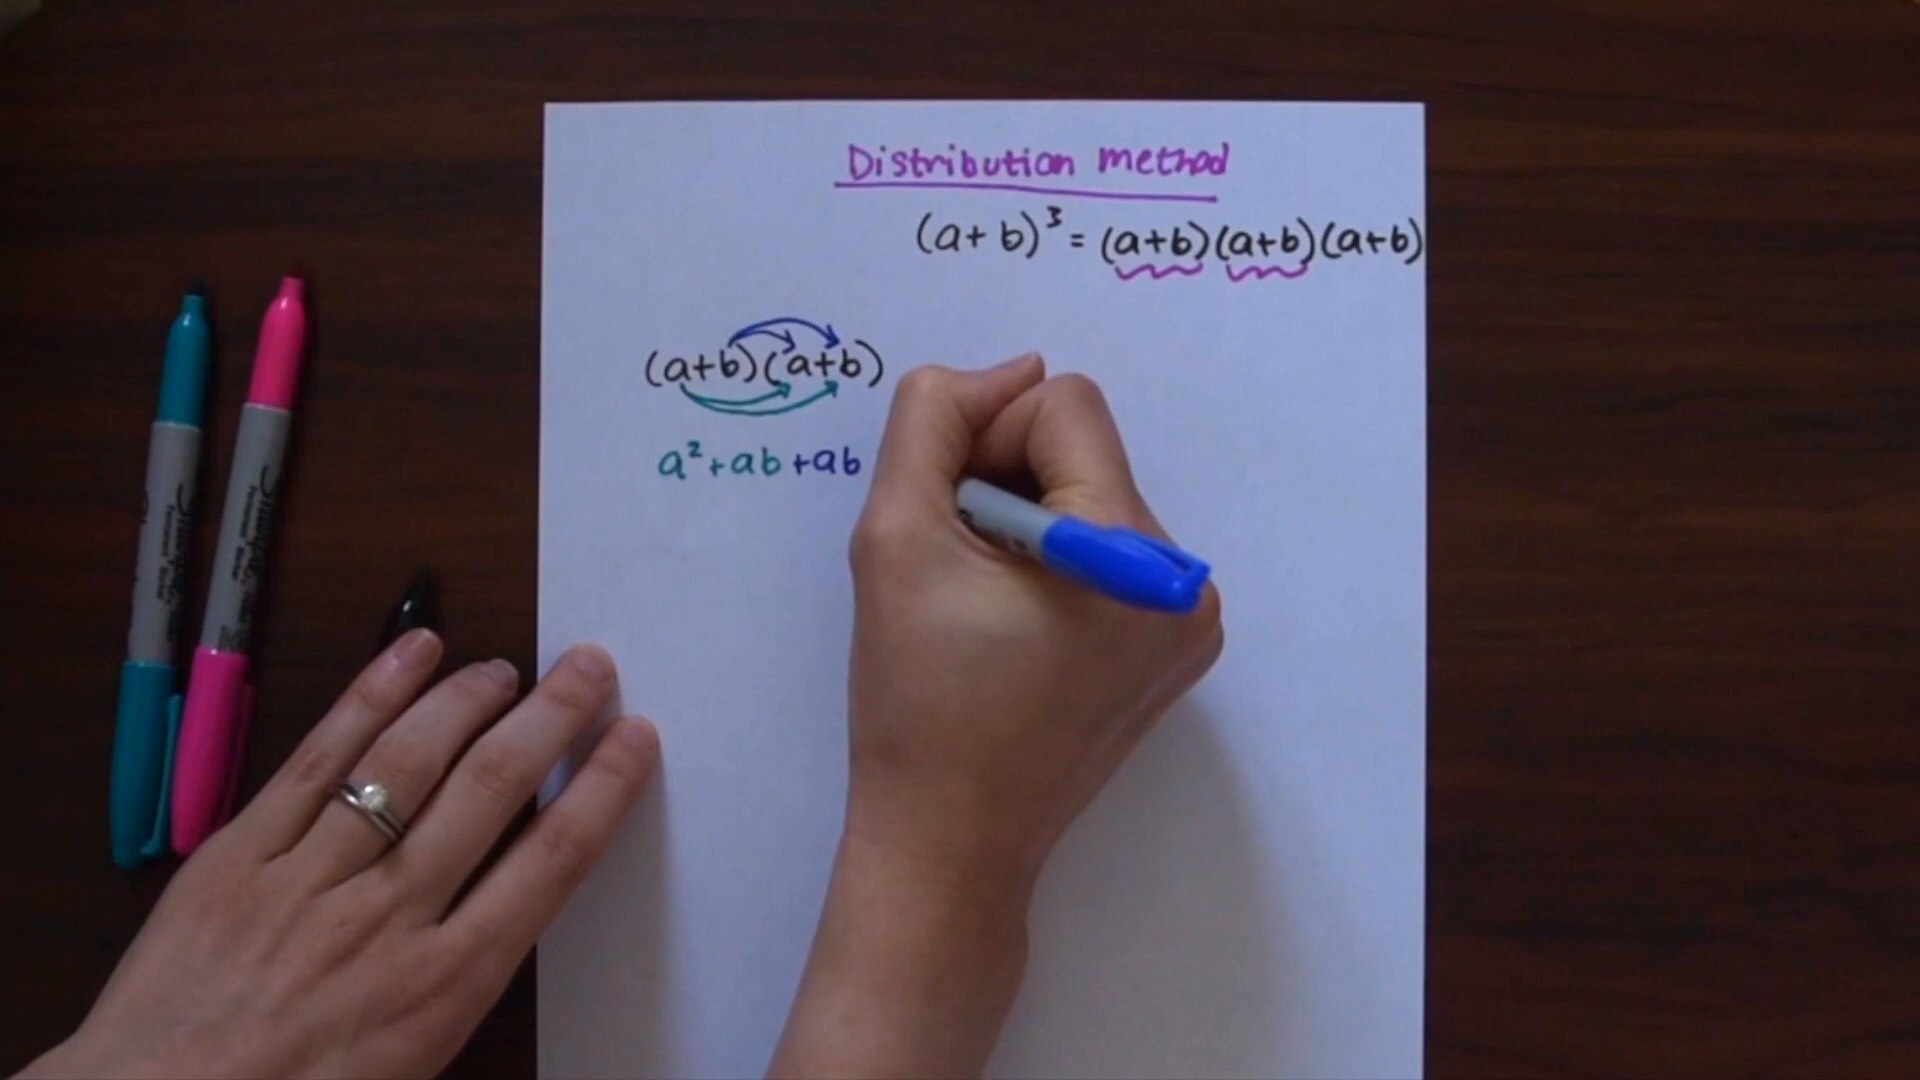 Distribution method
(a+b)³ = (a+b)(a+b)(a+b)
(a+b)(a+b)
a²+ab+ab